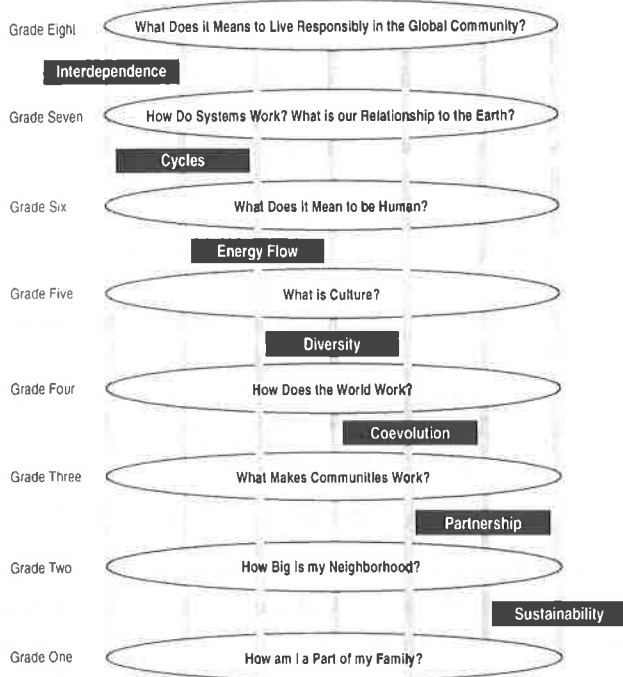 Grade Eight
What Does it Means to Live Responsibly in the Global Community?
Interdependence
Grade Seven
How Do Systems Work? What is our Relationship to the Earth?
Cycles
Grade Six
What Does it Mean to be Human?
Energy Flow
Grade Five
What is Culture?
Diversity
Grade Four
How Does the World Work?
Coevolution
Grade Three
What Makes Communities Work?
Partnership
Grade Two
How Big Is my Neighborhood?
Sustainability
Grade One
How am I a Part of my Family?